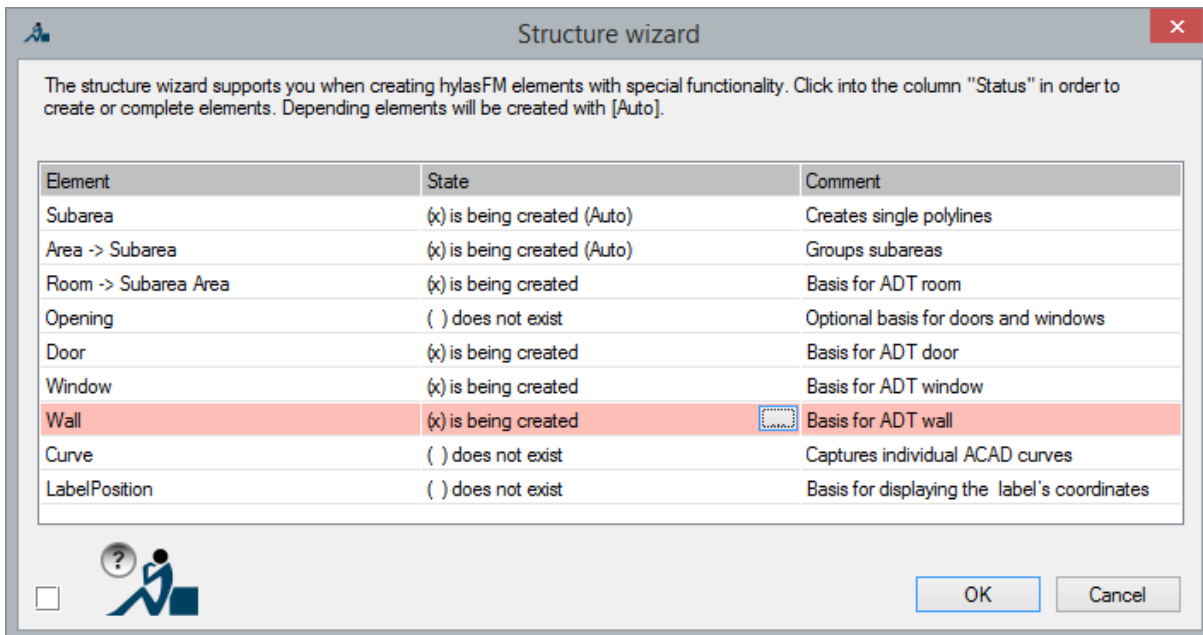 Structure wizard
The structure wizard supports you when creating hylasFM elements with special functionality. Click into the column "Status" in order to
create or complete elements. Depending elements will be created with [Auto].
Element State Comment
Subarea (x) is being created (Auto) Creates single polylines
Area -> Subarea (x) is being created (Auto) Groups subareas
Room -> Subarea Area (x) is being created Basis for ADT room
Opening ( ) does not exist Optional basis for doors and windows
Door (x) is being created Basis for ADT door
Window (x) is being created Basis for ADT window
Wall (x) is being created ... Basis for ADT wall
Curve ( ) does not exist Captures individual ACAD curves
LabelPosition ( ) does not exist Basis for displaying the label's coordinates
?
OK Cancel